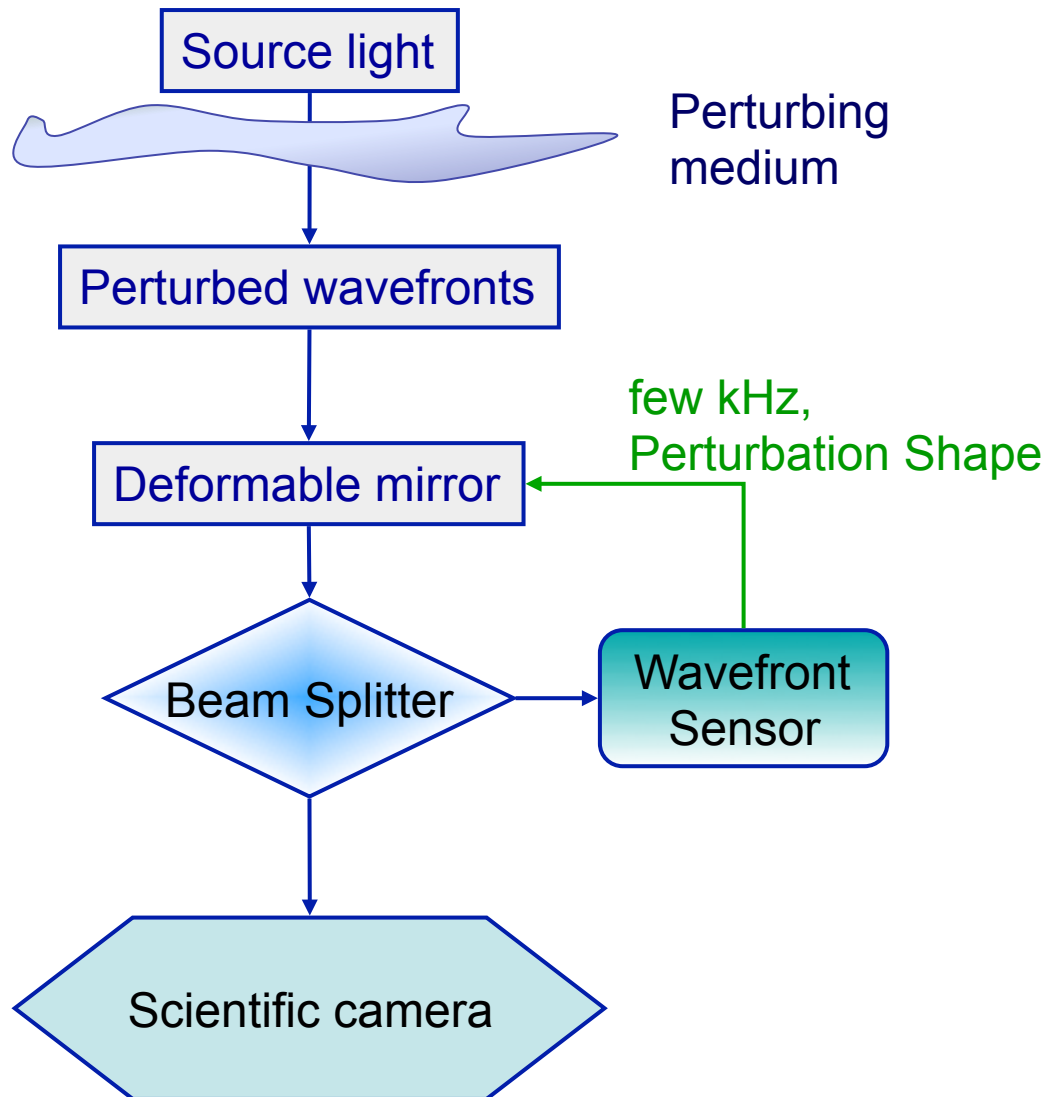 Source light
Perturbing
medium
Perturbed wavefronts
few kHz,
Perturbation Shape
Deformable mirror
Beam Splitter
Wavefront
Sensor
Scientific camera